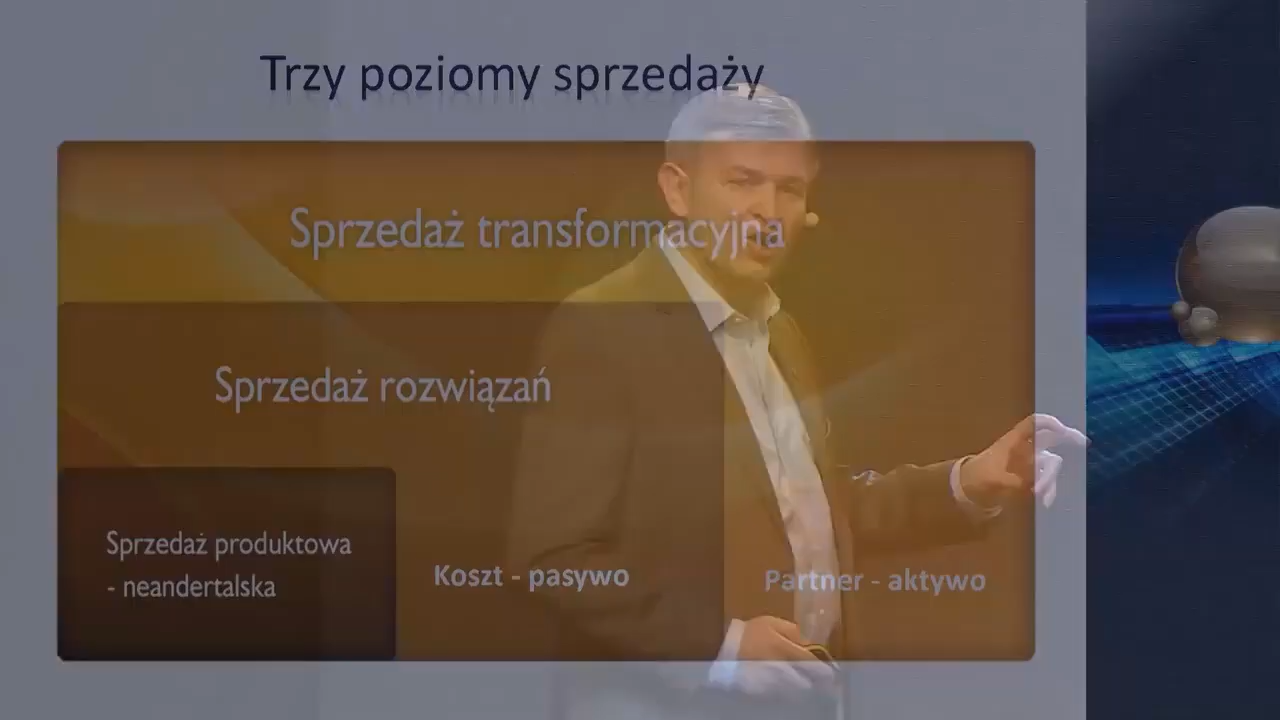 Trzy poziomy sprzedaży
Sprzedaż transformacyjna
Sprzedaż rozwiązań
Sprzedaż produktowa
- neandertalska
Koszt - pasywo
Partner - aktywo